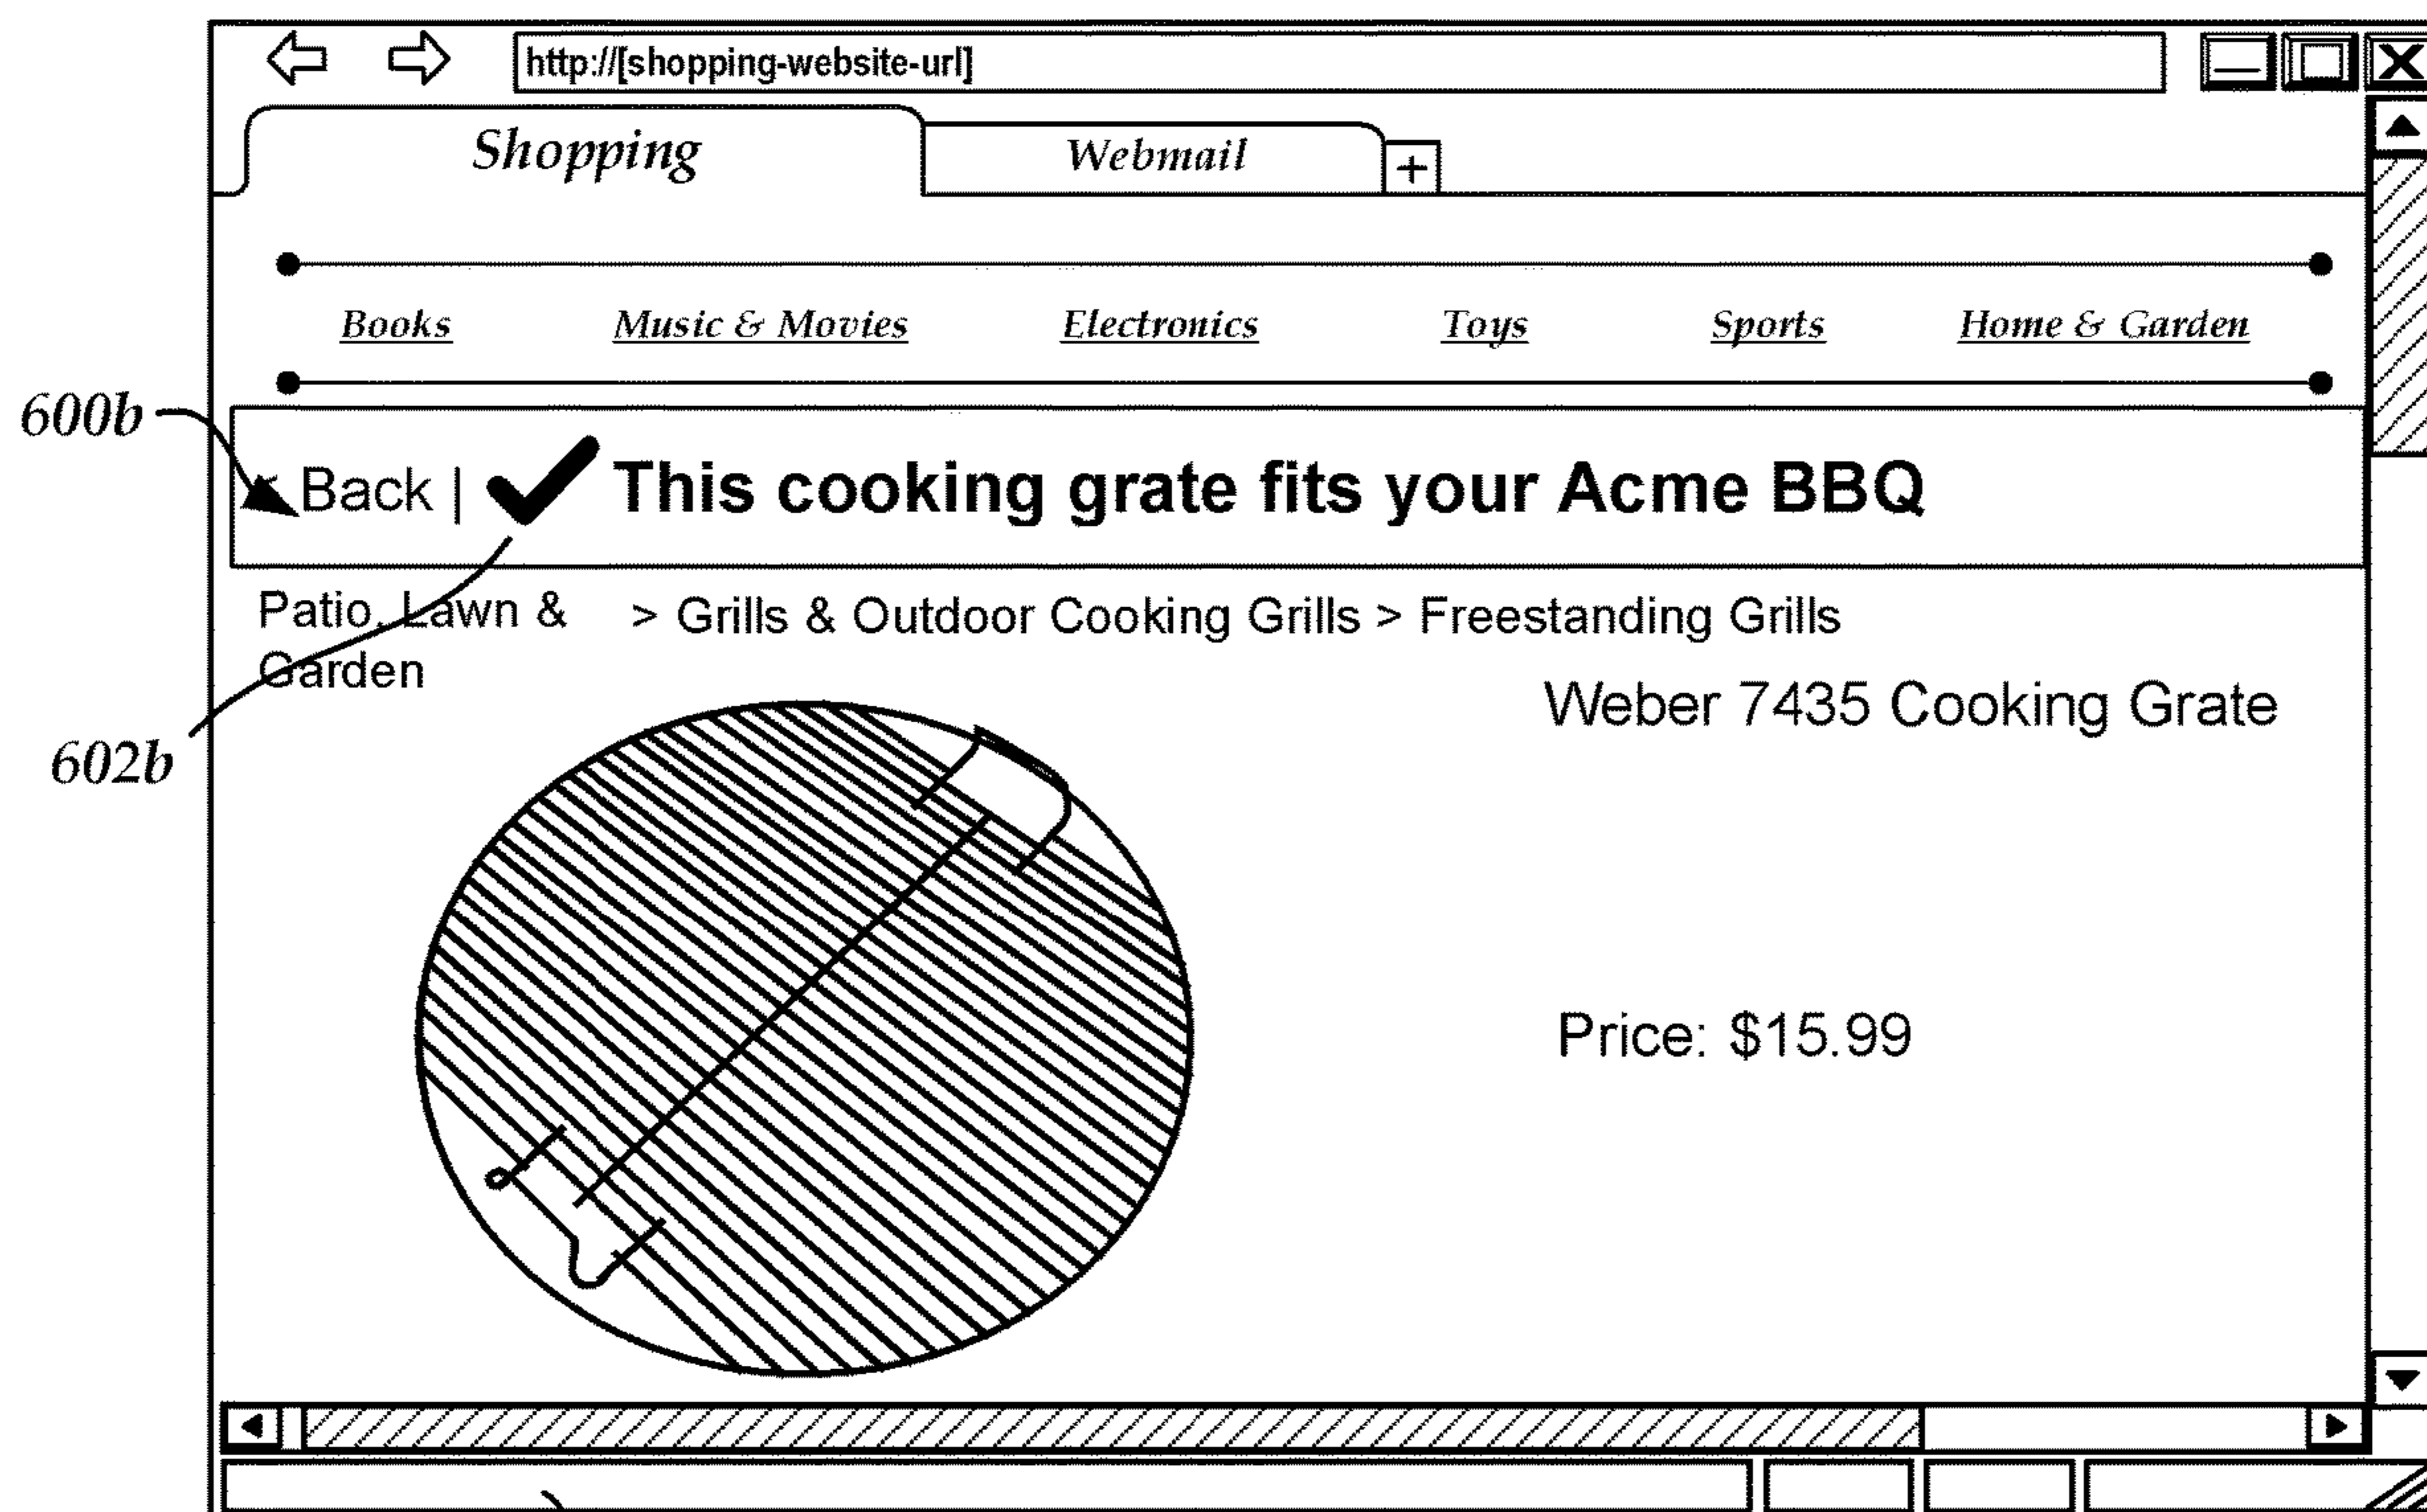 http://[shopping-website-url]
Shopping Webmail +
Books Music & Movies Electronics Toys Sports Home & Garden
600b
Back | This cooking grate fits your Acme BBQ
Patio, Lawn & > Grills & Outdoor Cooking Grills > Freestanding Grills
Garden
Weber 7435 Cooking Grate
602b
Price: $15.99